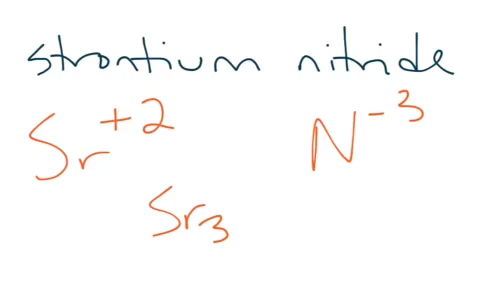 strontium nitride
Sr⁺² N⁻³
Sr₃